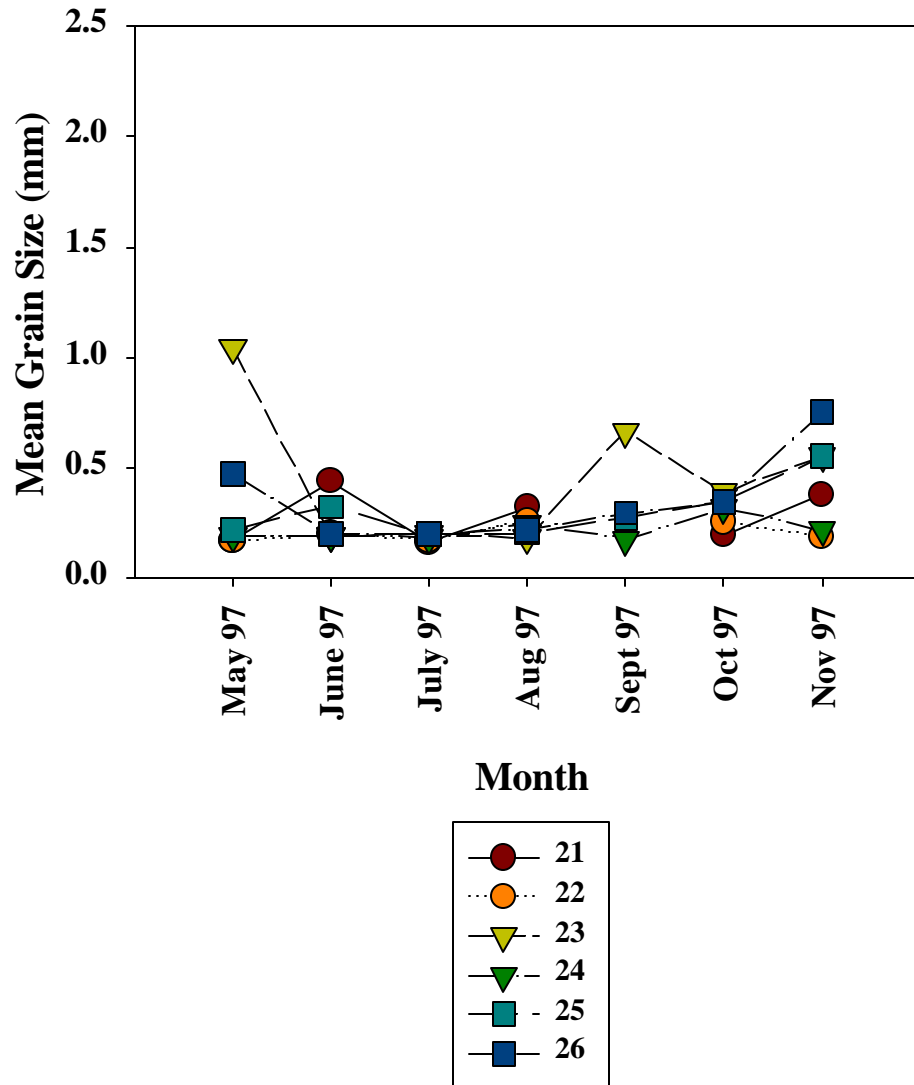 2.5
2.0
1.5
1.0
0.5
0.0
Mean Grain Size (mm)
May 97
June 97
July 97
Aug 97
Sept 97
Oct 97
Nov 97
Month
21
22
23
24
25
26